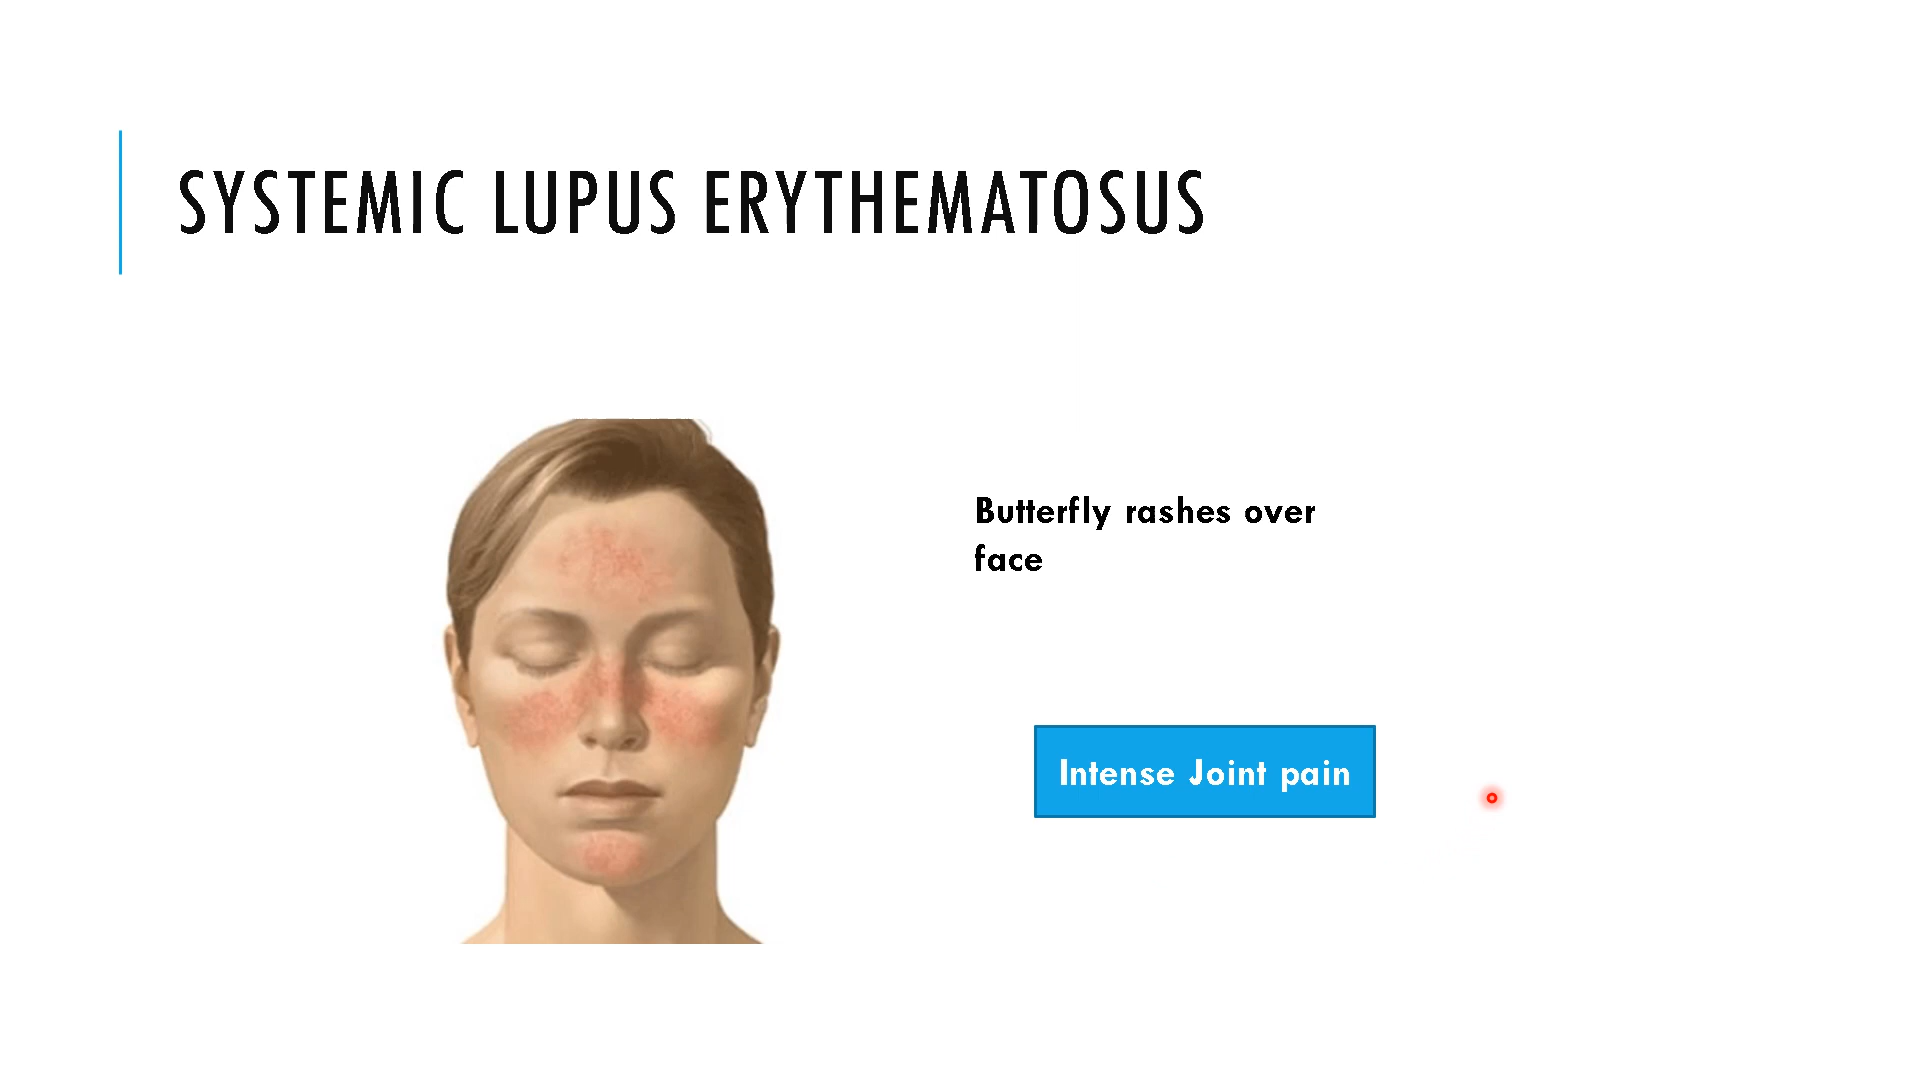 SYSTEMIC LUPUS ERYTHEMATOSUS
Butterfly rashes over
face
Intense Joint pain